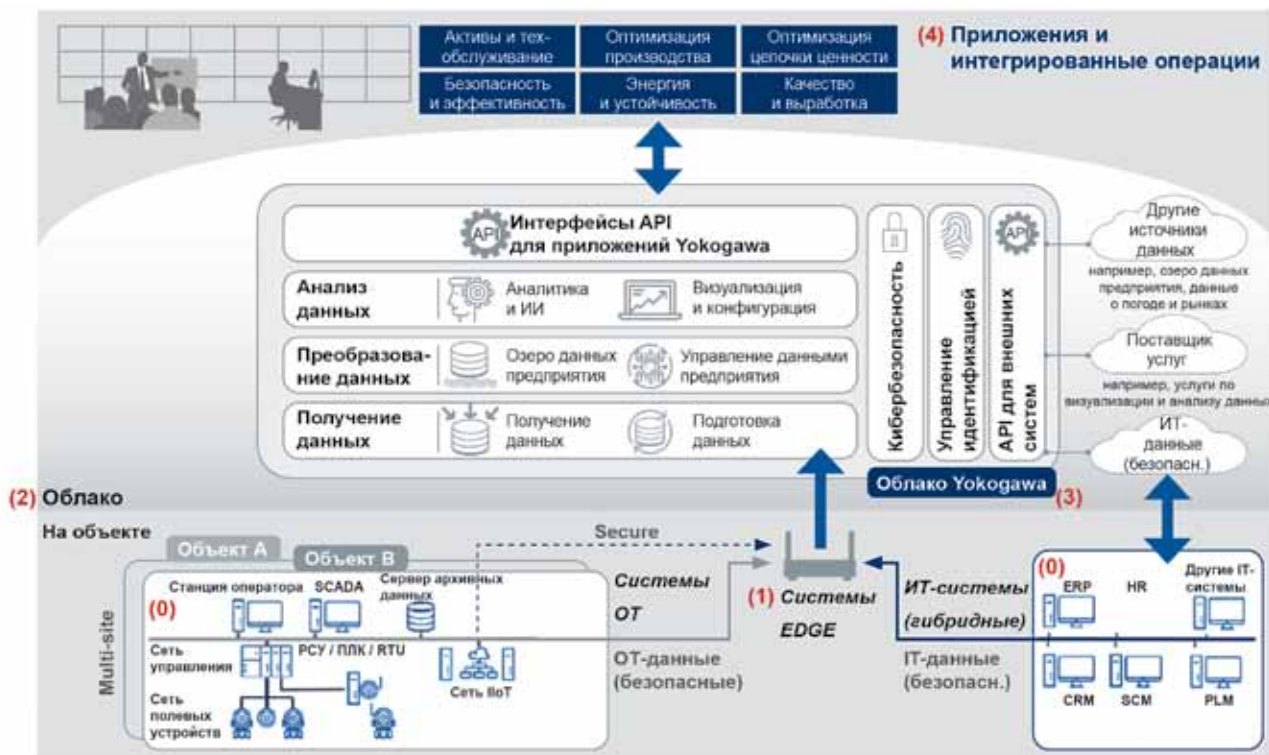 Активы и тех-
обслуживание
Оптимизация
производства
Оптимизация
цепочки ценности
Безопасность
и эффективность
Энергия
и устойчивость
Качество
и выработка
(4) Приложения и
интегрированные операции
API
Интерфейсы API
для приложений Yokogawa
Анализ
данных
Аналитика
и ИИ
Визуализация
и конфигурация
Преобразова-
ние данных
Озеро данных
предприятия
Управление данными
предприятия
Получение
данных
Получение
данных
Подготовка
данных
Кибербезопасность
Управление
идентификацией
API
API для внешних
систем
Облако Yokogawa
(3)
Другие
источники
данных
например, озеро данных
предприятия, данные
о погоде и рынках
Поставщик
услуг
например, услуги по
визуализации и анализу данных
ИТ-
данные
(безопасн.)
(2) Облако
На объекте
Multi-site
Объект A
Объект B
(0)
Станция оператора
SCADA
Сервер архивных
данных
Сеть
управления
РСУ / ПЛК / RTU
Сеть IIoT
Сеть
полевых
устройств
Secure
Системы
ОТ
ОТ-данные
(безопасные)
(1) Системы
EDGE
ИТ-системы
(гибридные)
IT-данные
(безопасн.)
(0)
ERP
HR
Другие IT-
системы
CRM
SCM
PLM